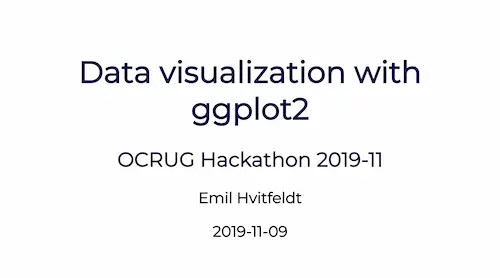 Data visualization with
ggplot2
OCRUG Hackathon 2019-11
Emil Hvitfeldt
2019-11-09